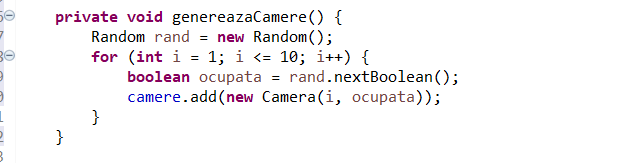 private void genereazaCamere() {
Random rand = new Random();
for (int i = 1; i <= 10; i++) {
boolean ocupata = rand.nextBoolean();
camere.add(new Camera(i, ocupata));
}
}